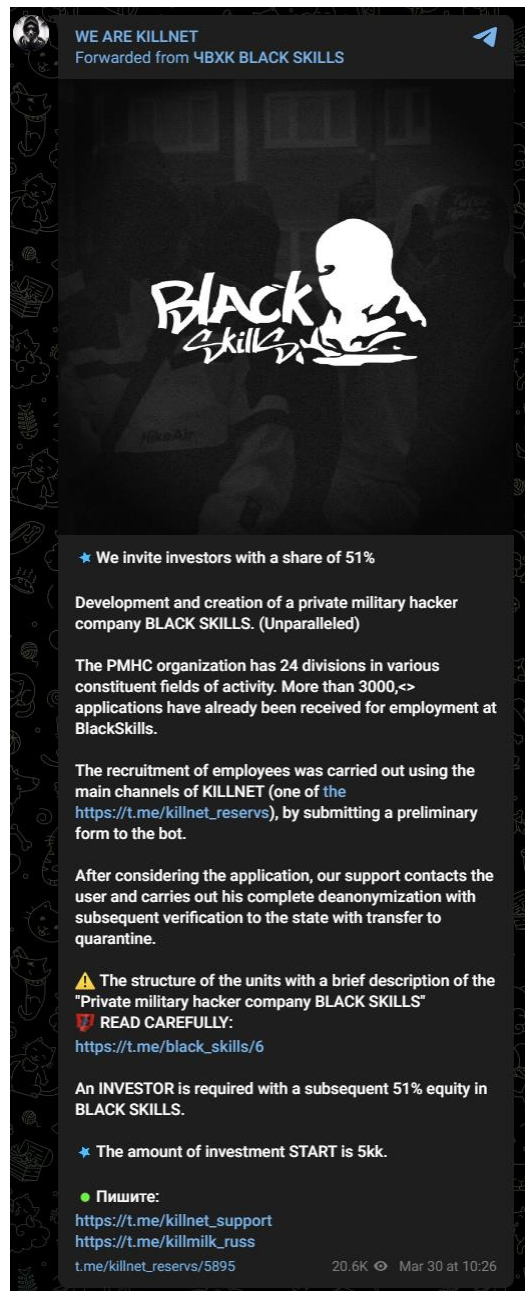 WE ARE KILLNET
Forwarded from ЧВХК BLACK SKILLS
BLACK
Skills
NikeAir
★ We invite investors with a share of 51%
Development and creation of a private military hacker
company BLACK SKILLS. (Unparalleled)
The PMHC organization has 24 divisions in various
constituent fields of activity. More than 3000,<>
applications have already been received for employment at
BlackSkills.
The recruitment of employees was carried out using the
main channels of KILLNET (one of the
https://t.me/killnet_reservs), by submitting a preliminary
form to the bot.
After considering the application, our support contacts the
user and carries out his complete deanonymization with
subsequent verification to the state with transfer to
quarantine.
⚠️ The structure of the units with a brief description of the
"Private military hacker company BLACK SKILLS"
READ CAREFULLY:
https://t.me/black_skills/6
An INVESTOR is required with a subsequent 51% equity in
BLACK SKILLS.
★ The amount of investment START is 5kk.
● Пишите:
https://t.me/killnet_support
https://t.me/killmilk_russ
t.me/killnet_reservs/5895 20.6K Mar 30 at 10:26